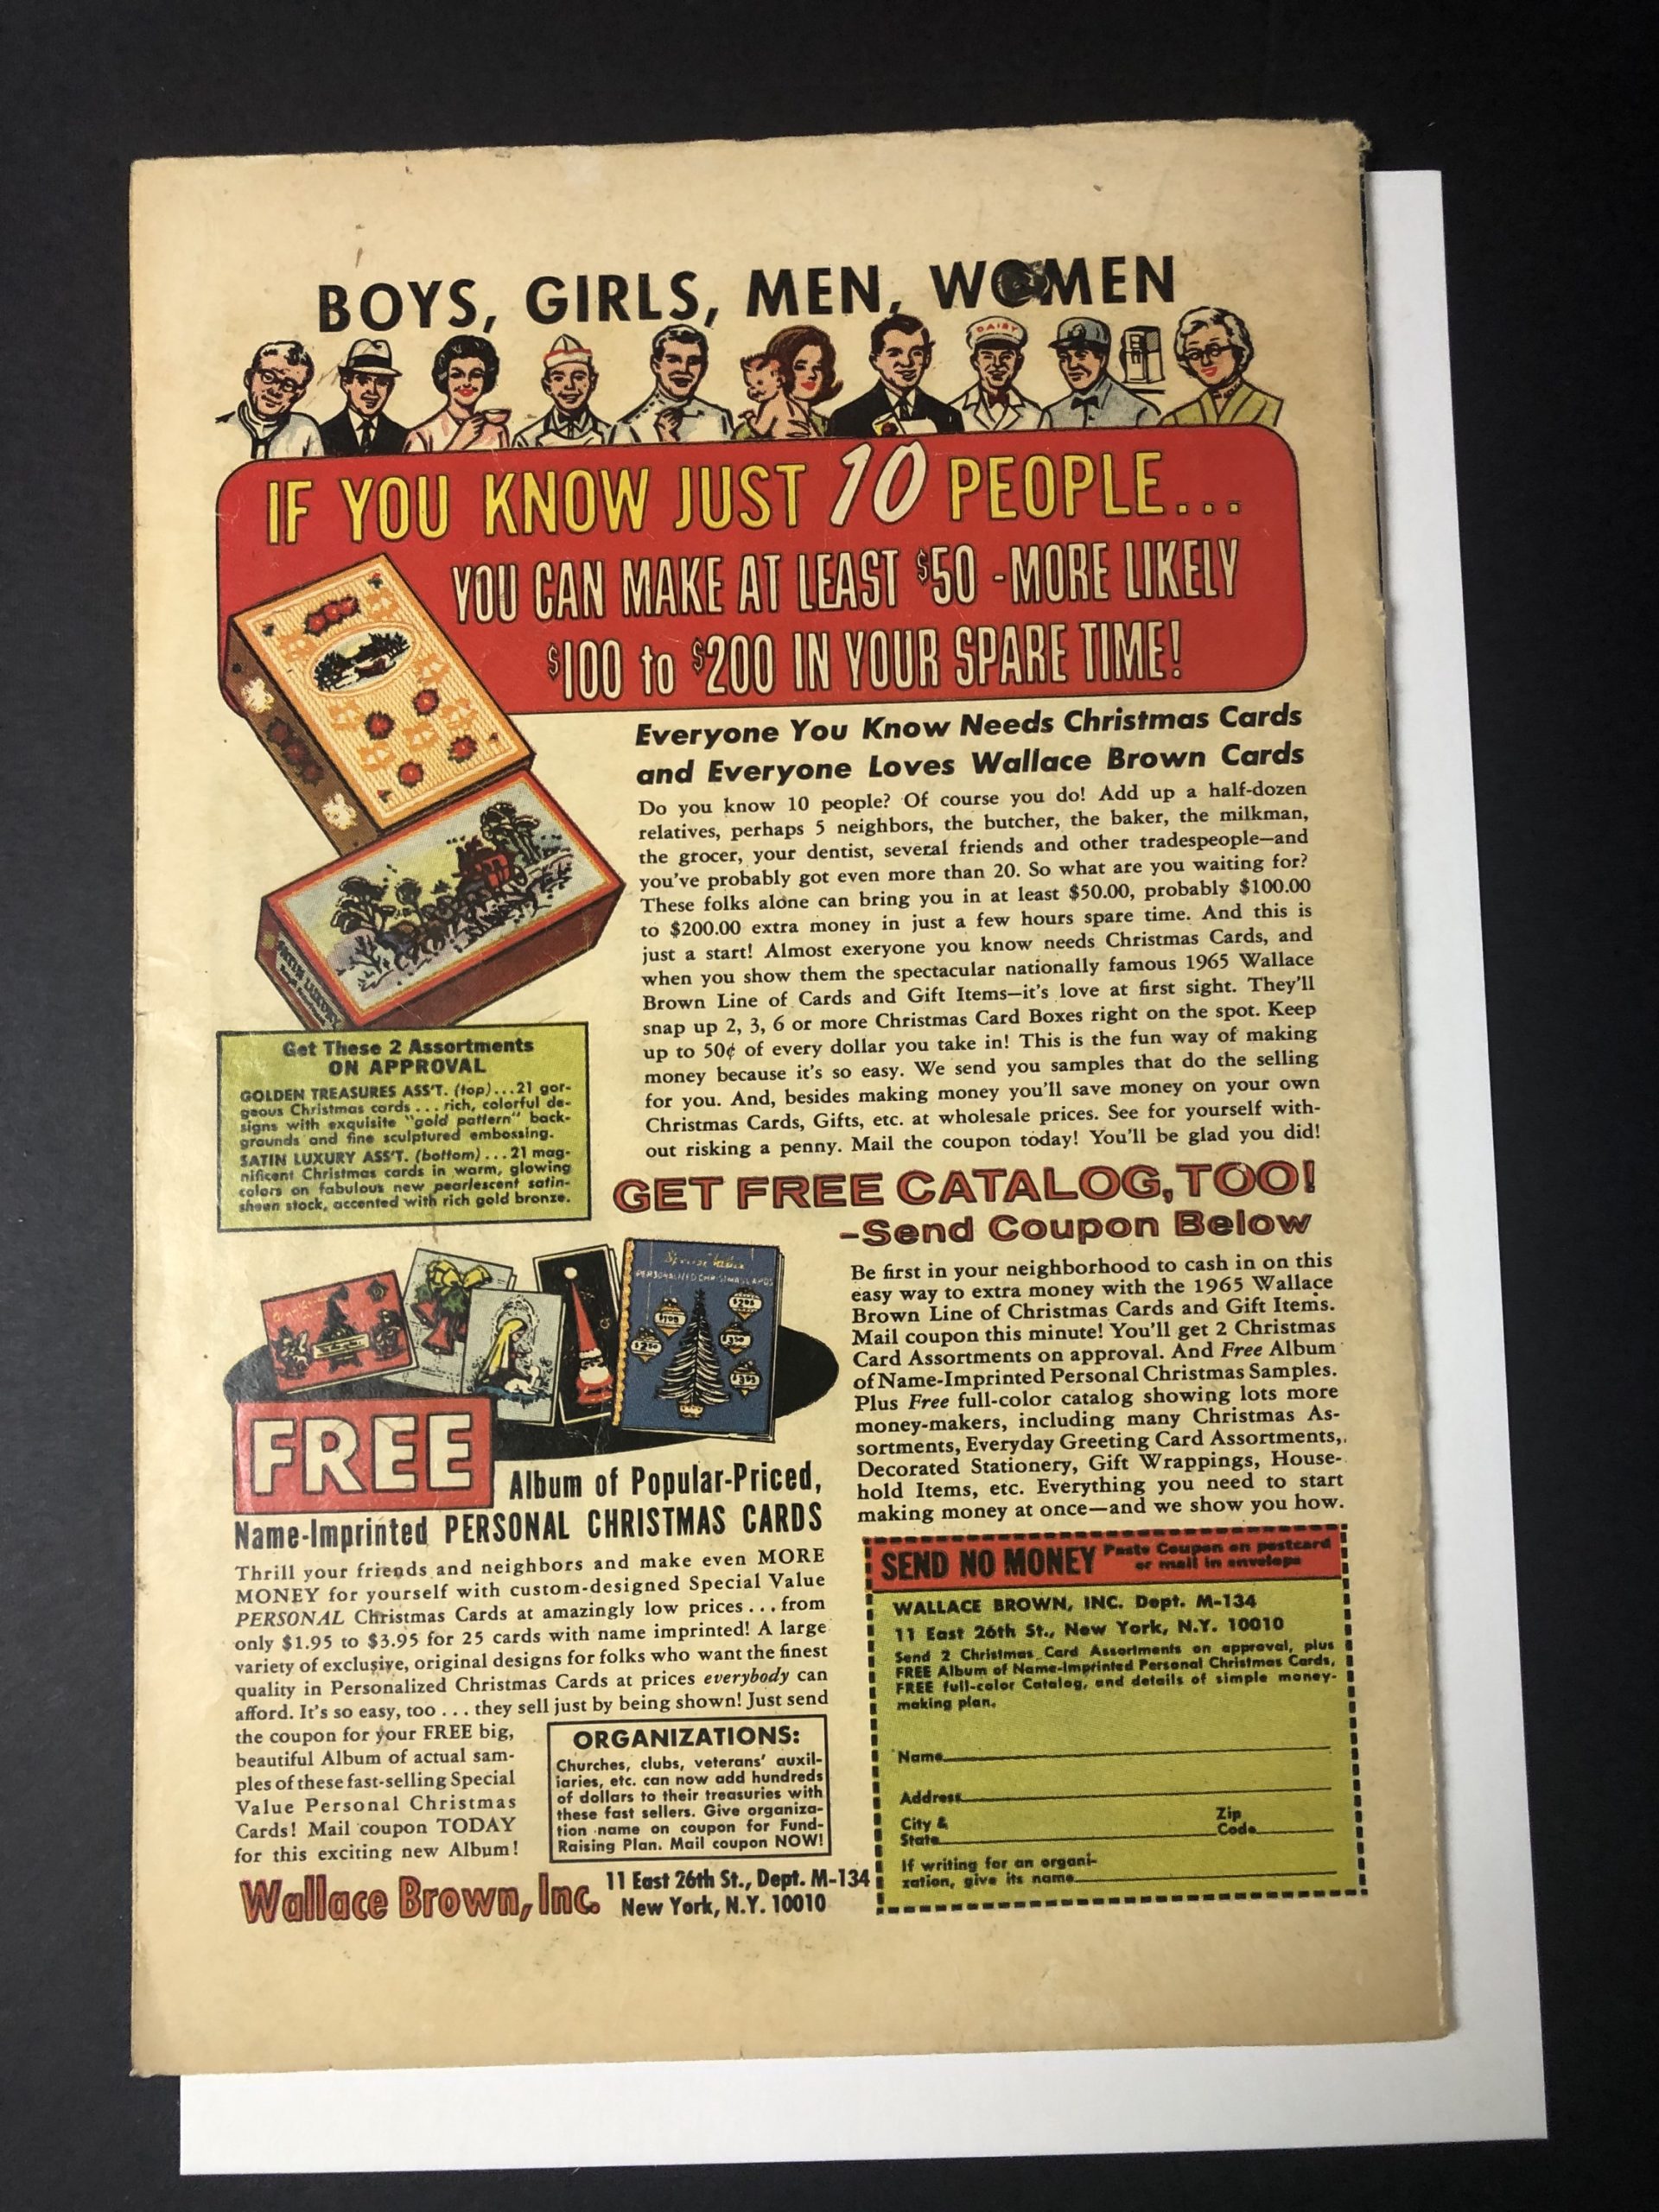 BOYS, GIRLS, MEN, WOMEN
DAIRY
IF YOU KNOW JUST 10 PEOPLE...
YOU CAN MAKE AT LEAST $50 - MORE LIKELY
$100 to $200 IN YOUR SPARE TIME!
Everyone You Know Needs Christmas Cards
and Everyone Loves Wallace Brown Cards
Do you know 10 people? Of course you do! Add up a half-dozen
relatives, perhaps 5 neighbors, the butcher, the baker, the milkman,
the grocer, your dentist, several friends and other tradespeople—and
you've probably got even more than 20. So what are you waiting for?
These folks alone can bring you in at least $50.00, probably $100.00
to $200.00 extra money in just a few hours spare time. And this is
just a start! Almost exeryone you know needs Christmas Cards, and
when you show them the spectacular nationally famous 1965 Wallace
Brown Line of Cards and Gift Items—it's love at first sight. They'll
snap up 2, 3, 6 or more Christmas Card Boxes right on the spot. Keep
up to 50¢ of every dollar you take in! This is the fun way of making
money because it's so easy. We send you samples that do the selling
for you. And, besides making money you'll save money on your own
Christmas Cards, Gifts, etc. at wholesale prices. See for yourself with-
out risking a penny. Mail the coupon today! You'll be glad you did!
SATIN LUXURY
Get These 2 Assortments
ON APPROVAL
GOLDEN TREASURES ASS'T. (top)...21 gor-
geous Christmas cards ... rich, colorful de-
signs with exquisite "gold pattern" back-
grounds and fine sculptured embossing.
SATIN LUXURY ASS'T. (bottom)...21 mag-
nificent Christmas cards in warm, glowing
colors on fabulous new pearlescent satin-
sheen stock, accented with rich gold bronze.
GET FREE CATALOG, TOO!
–Send Coupon Below
Be first in your neighborhood to cash in on this
easy way to extra money with the 1965 Wallace
Brown Line of Christmas Cards and Gift Items.
Mail coupon this minute! You'll get 2 Christmas
Card Assortments on approval. And Free Album
of Name-Imprinted Personal Christmas Samples.
Plus Free full-color catalog showing lots more
money-makers, including many Christmas As-
sortments, Everyday Greeting Card Assortments,
Decorated Stationery, Gift Wrappings, House-
hold Items, etc. Everything you need to start
making money at once—and we show you how.
Special Value
PERSONALIZED CHRISTMAS CARDS
$1.95
$2.95
$2.50
$3.50
$3.95
FREE
Album of Popular-Priced,
Name-Imprinted PERSONAL CHRISTMAS CARDS
Thrill your friends and neighbors and make even MORE
MONEY for yourself with custom-designed Special Value
PERSONAL Christmas Cards at amazingly low prices ... from
only $1.95 to $3.95 for 25 cards with name imprinted! A large
variety of exclusive, original designs for folks who want the finest
quality in Personalized Christmas Cards at prices everybody can
afford. It's so easy, too ... they sell just by being shown! Just send
the coupon for your FREE big,
beautiful Album of actual sam-
ples of these fast-selling Special
Value Personal Christmas
Cards! Mail coupon TODAY
for this exciting new Album!
ORGANIZATIONS:
Churches, clubs, veterans' auxil-
iaries, etc. can now add hundreds
of dollars to their treasuries with
these fast sellers. Give organiza-
tion name on coupon for Fund-
Raising Plan. Mail coupon NOW!
Wallace Brown, Inc. 11 East 26th St., Dept. M-134
New York, N.Y. 10010
SEND NO MONEY Paste Coupon on postcard
or mail in envelope
WALLACE BROWN, INC. Dept. M-134
11 East 26th St., New York, N.Y. 10010
Send 2 Christmas Card Assortments on approval, plus
FREE Album of Name-Imprinted Personal Christmas Cards,
FREE full-color Catalog, and details of simple money-
making plan.
Name
Address
City & State Zip Code
If writing for an organi-
zation, give its name